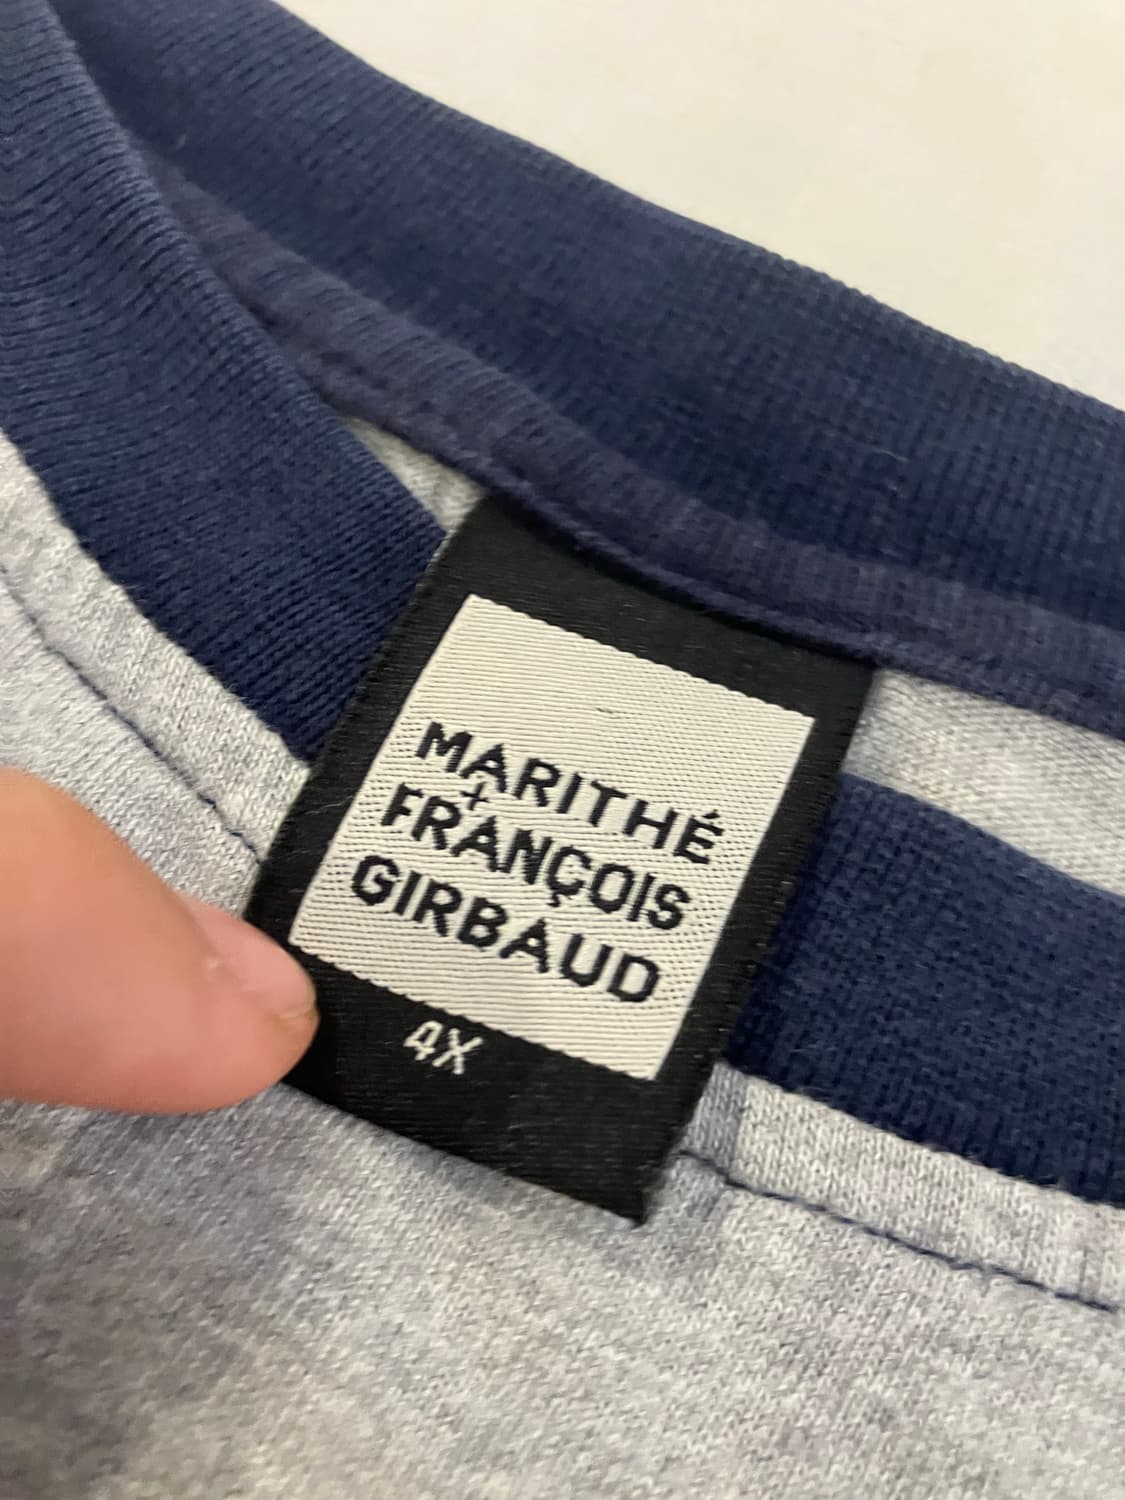 MARITHÉ
+
FRANÇOIS
GIRBAUD
4X